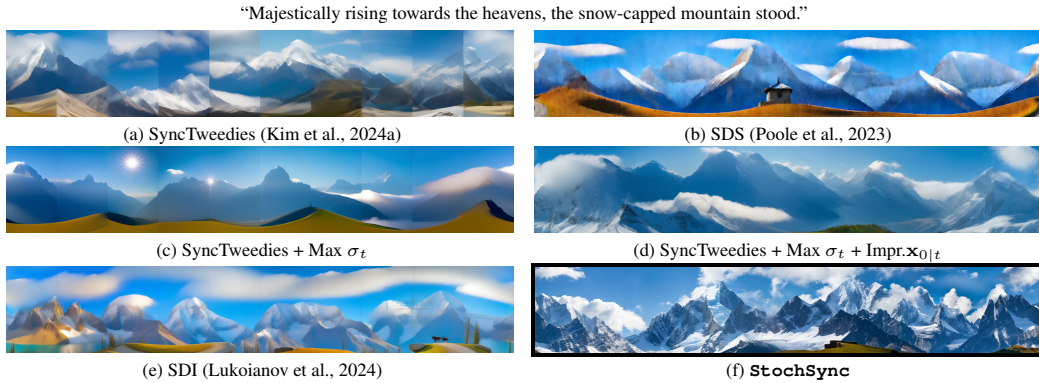 “Majestically rising towards the heavens, the snow-capped mountain stood.”
(a) SyncTweedies (Kim et al., 2024a)
(b) SDS (Poole et al., 2023)
(c) SyncTweedies + Max σₜ
(d) SyncTweedies + Max σₜ + Impr.x₀|ₜ
(e) SDI (Lukoianov et al., 2024)
(f) StochSync